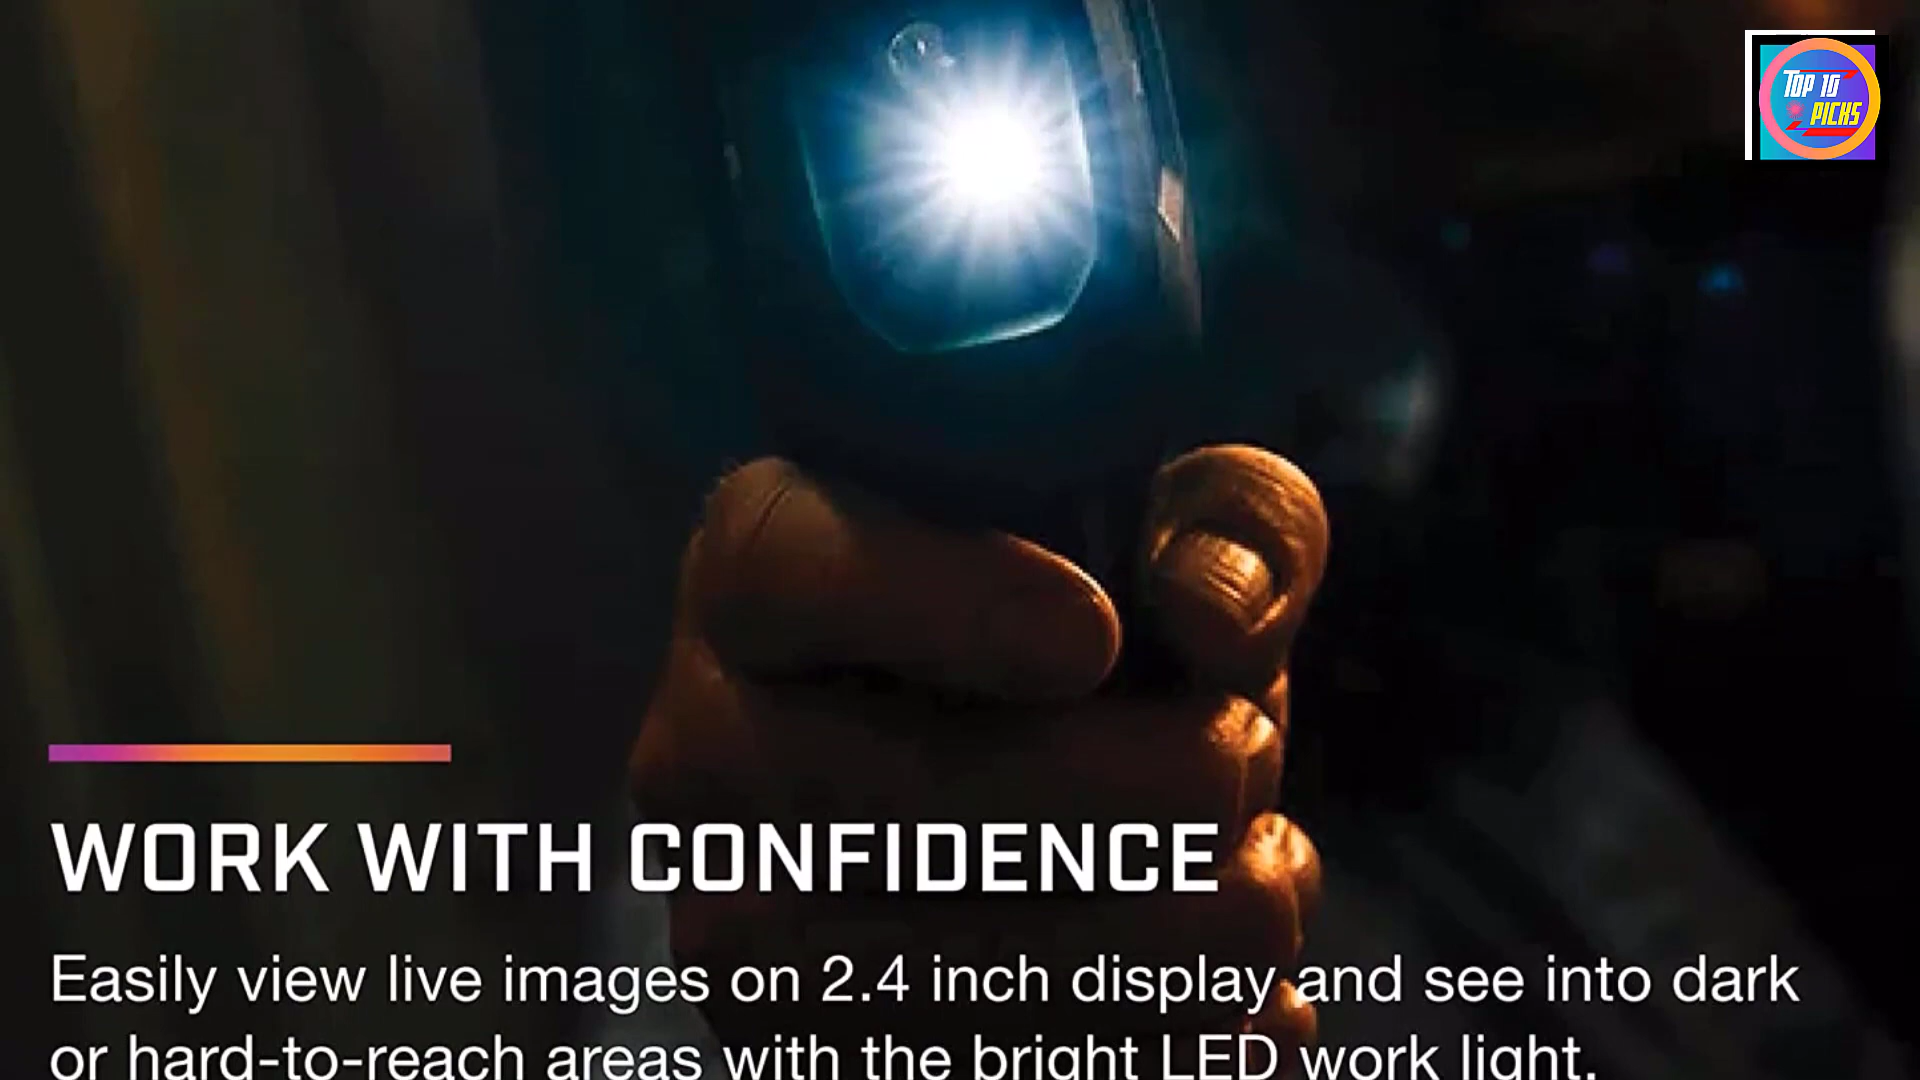 TOP 10
PICKS
WORK WITH CONFIDENCE
Easily view live images on 2.4 inch display and see into dark
or hard-to-reach areas with the bright LED work light.